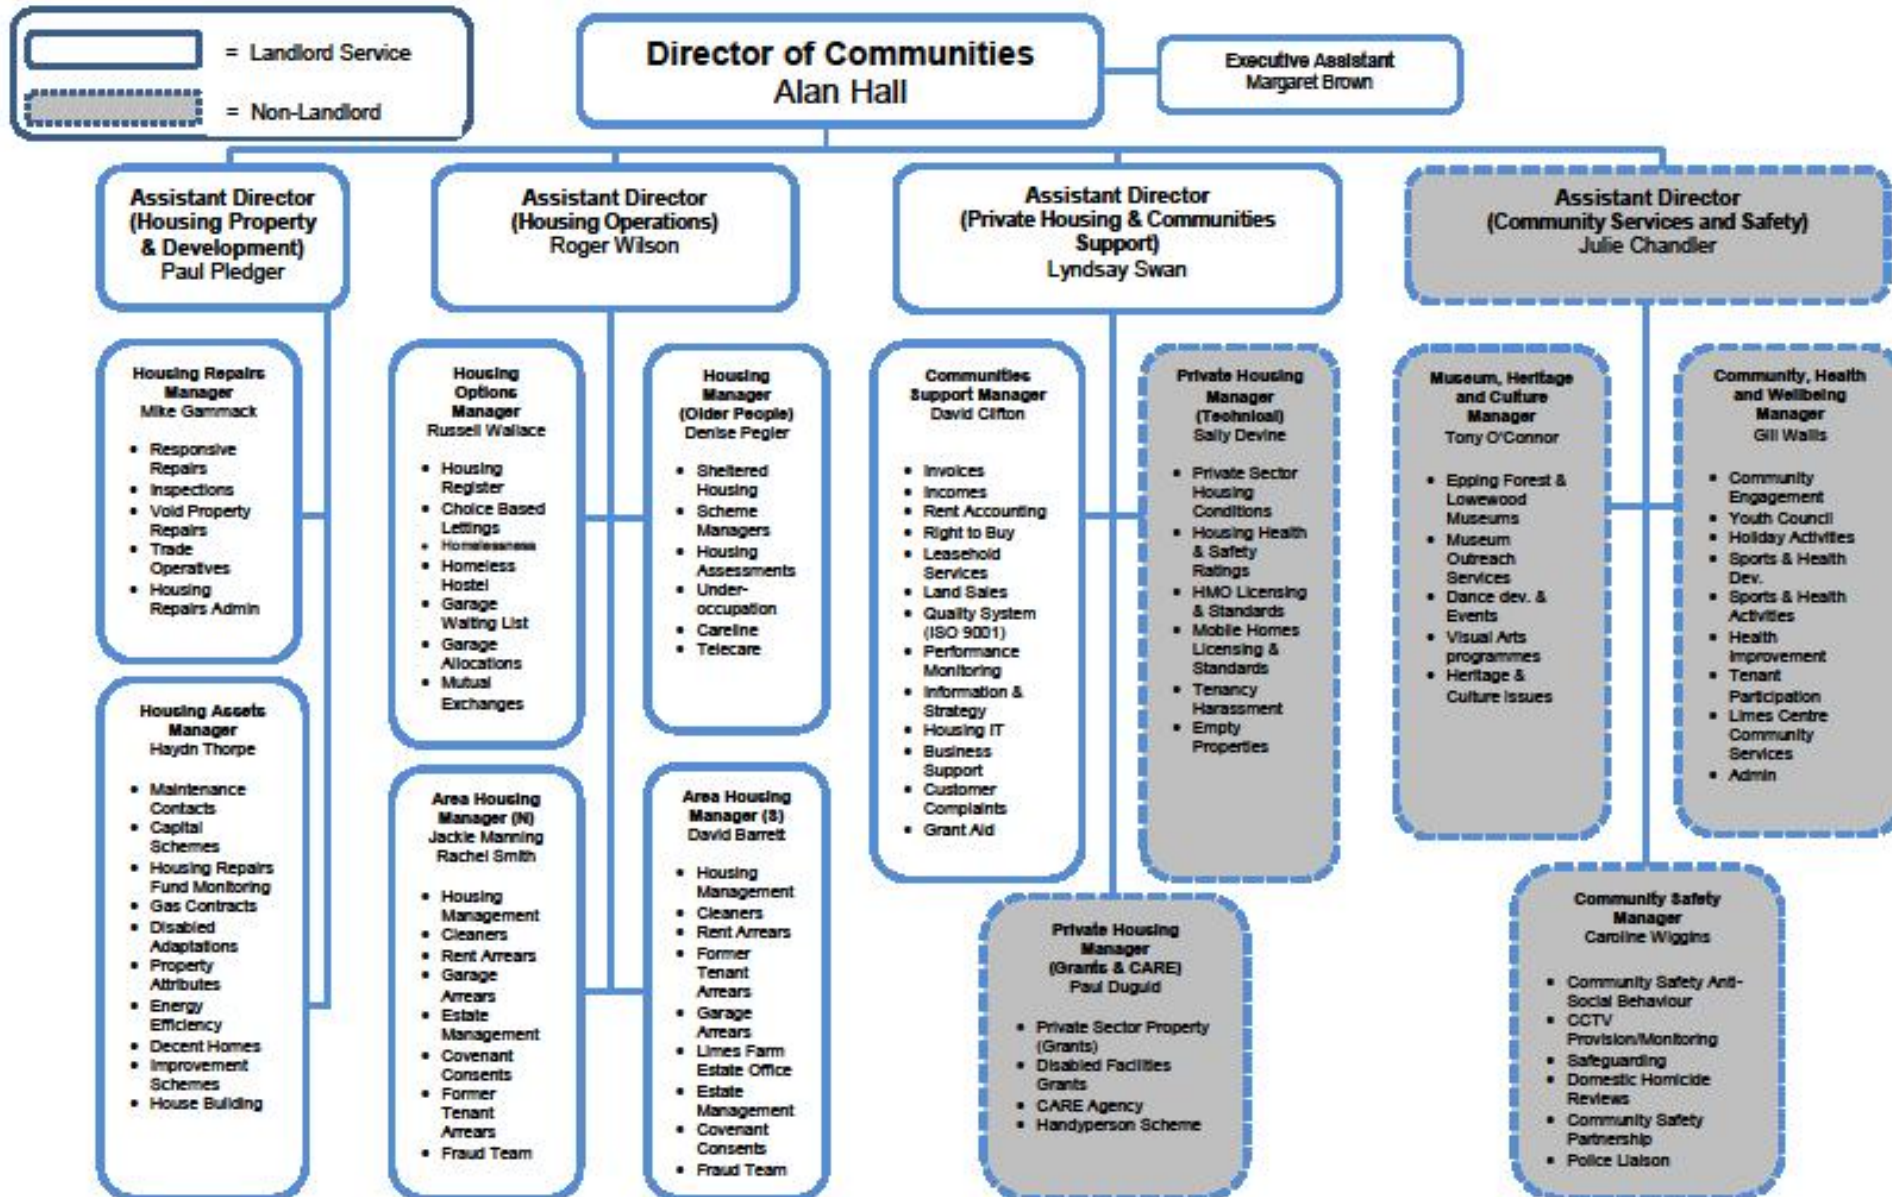 = Landlord Service
= Non-Landlord
Director of Communities
Alan Hall
Executive Assistant
Margaret Brown
Assistant Director
(Housing Property
& Development)
Paul Pledger
Assistant Director
(Housing Operations)
Roger Wilson
Assistant Director
(Private Housing & Communities
Support)
Lyndsay Swan
Assistant Director
(Community Services and Safety)
Julie Chandler
Housing Repairs
Manager
Mike Gammack
• Responsive
Repairs
• Inspections
• Void Property
Repairs
• Trade
Operatives
• Housing
Repairs Admin
Housing Assets
Manager
Haydn Thorpe
• Maintenance
Contacts
• Capital
Schemes
• Housing Repairs
Fund Monitoring
• Gas Contracts
• Disabled
Adaptations
• Property
Attributes
• Energy
Efficiency
• Decent Homes
• Improvement
Schemes
• House Building
Housing
Options
Manager
Russell Wallace
• Housing
Register
• Choice Based
Lettings
• Homelessness
• Homeless
Hostel
• Garage
Waiting List
• Garage
Allocations
• Mutual
Exchanges
Housing
Manager
(Older People)
Denise Pegler
• Sheltered
Housing
• Scheme
Managers
• Housing
Assessments
• Under-
occupation
• Careline
• Telecare
Area Housing
Manager (N)
Jackie Manning
Rachel Smith
• Housing
Management
• Cleaners
• Rent Arrears
• Garage
Arrears
• Estate
Management
• Covenant
Consents
• Former
Tenant
Arrears
• Fraud Team
Area Housing
Manager (S)
David Barrett
• Housing
Management
• Cleaners
• Rent Arrears
• Former
Tenant
Arrears
• Garage
Arrears
• Limes Farm
Estate Office
• Estate
Management
• Covenant
Consents
• Fraud Team
Communities
Support Manager
David Clifton
• Invoices
• Incomes
• Rent Accounting
• Right to Buy
• Leasehold
Services
• Land Sales
• Quality System
(ISO 9001)
• Performance
Monitoring
• Information &
Strategy
• Housing IT
• Business
Support
• Customer
Complaints
• Grant Aid
Private Housing
Manager
(Technical)
Sally Devine
• Private Sector
Housing
Conditions
• Housing Health
& Safety
Ratings
• HMO Licensing
& Standards
• Mobile Homes
Licensing &
Standards
• Tenancy
Harassment
• Empty
Properties
Private Housing
Manager
(Grants & CARE)
Paul Duguid
• Private Sector Property
(Grants)
• Disabled Facilities
Grants
• CARE Agency
• Handyperson Scheme
Museum, Heritage
and Culture
Manager
Tony O'Connor
• Epping Forest &
Lowewood
Museums
• Museum
Outreach
Services
• Dance dev. &
Events
• Visual Arts
programmes
• Heritage &
Culture Issues
Community, Health
and Wellbeing
Manager
Gill Wallis
• Community
Engagement
• Youth Council
• Holiday Activities
• Sports & Health
Dev.
• Sports & Health
Activities
• Health
Improvement
• Tenant
Participation
• Limes Centre
Community
Services
• Admin
Community Safety
Manager
Caroline Wiggins
• Community Safety Anti-
Social Behaviour
• CCTV
Provision/Monitoring
• Safeguarding
• Domestic Homicide
Reviews
• Community Safety
Partnership
• Police Liaison